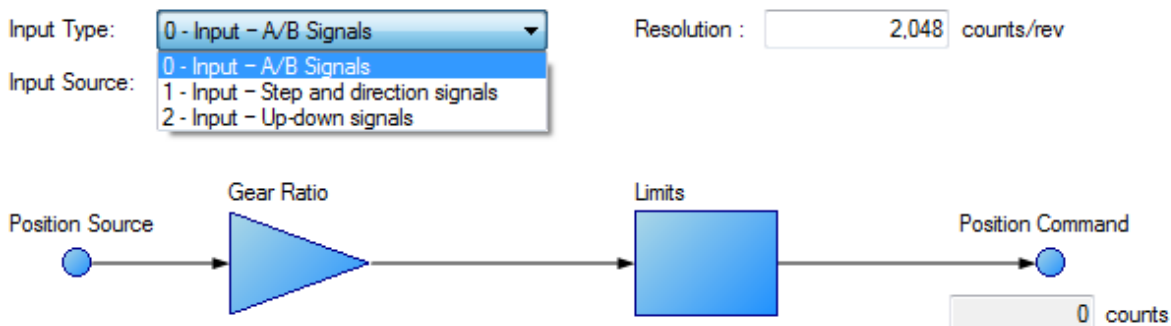 Input Type: 0 - Input – A/B Signals Resolution : 2,048 counts/rev
0 - Input – A/B Signals
Input Source:
1 - Input – Step and direction signals
2 - Input – Up-down signals
Gear Ratio Limits
Position Source Position Command
0 counts